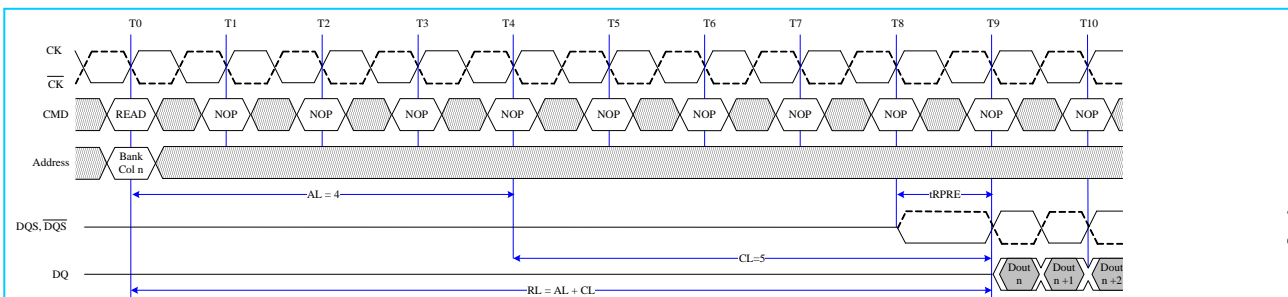 T0 T1 T2 T3 T4 T5 T6 T7 T8 T9 T10
CK
CK
CMD READ NOP NOP NOP NOP NOP NOP NOP NOP NOP NOP
Address Bank
Col n
AL = 4 tRPRE
DQS, DQS
CL=5
DQ Dout Dout Dout
n n +1 n +2
RL = AL + CL